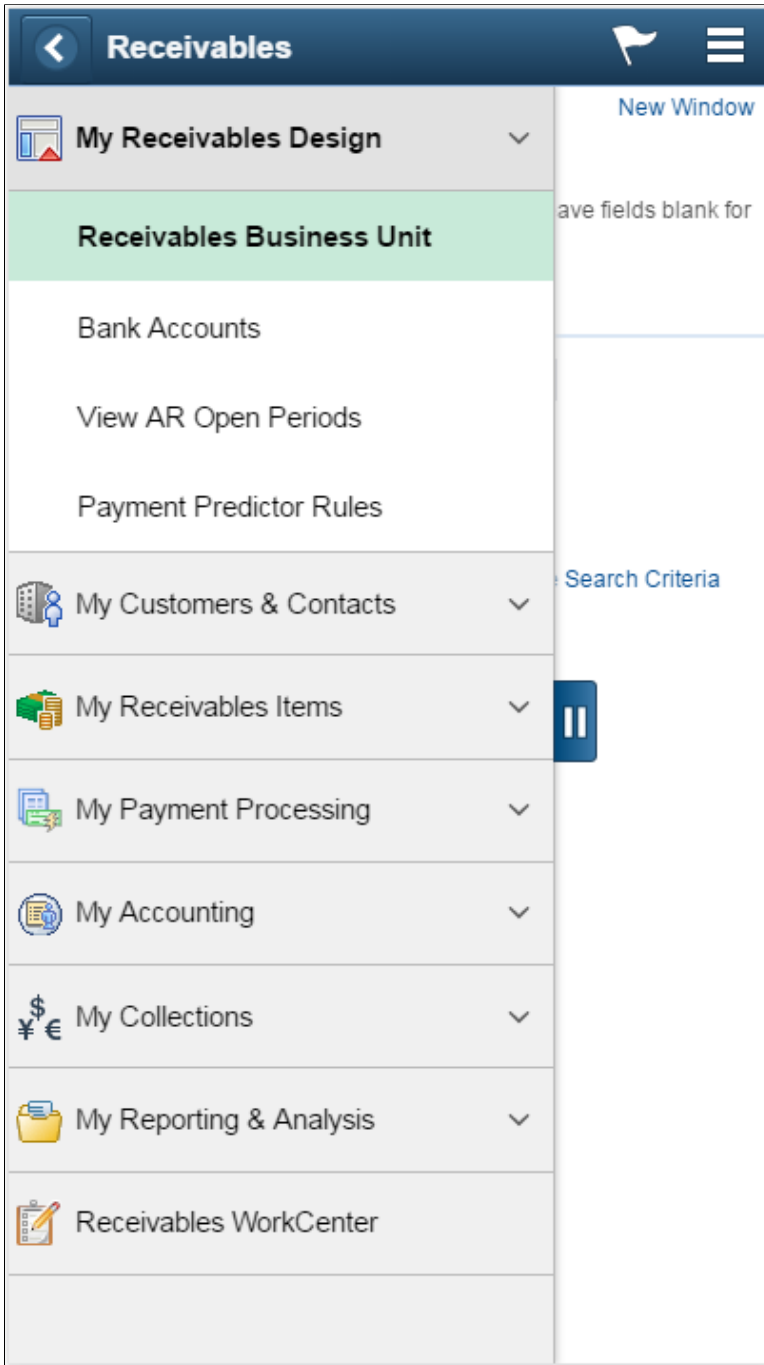 Receivables
My Receivables Design
New Window
Receivables Business Unit
ave fields blank for
Bank Accounts
View AR Open Periods
Payment Predictor Rules
My Customers & Contacts
Search Criteria
My Receivables Items
My Payment Processing
My Accounting
$
¥ €
My Collections
My Reporting & Analysis
Receivables WorkCenter